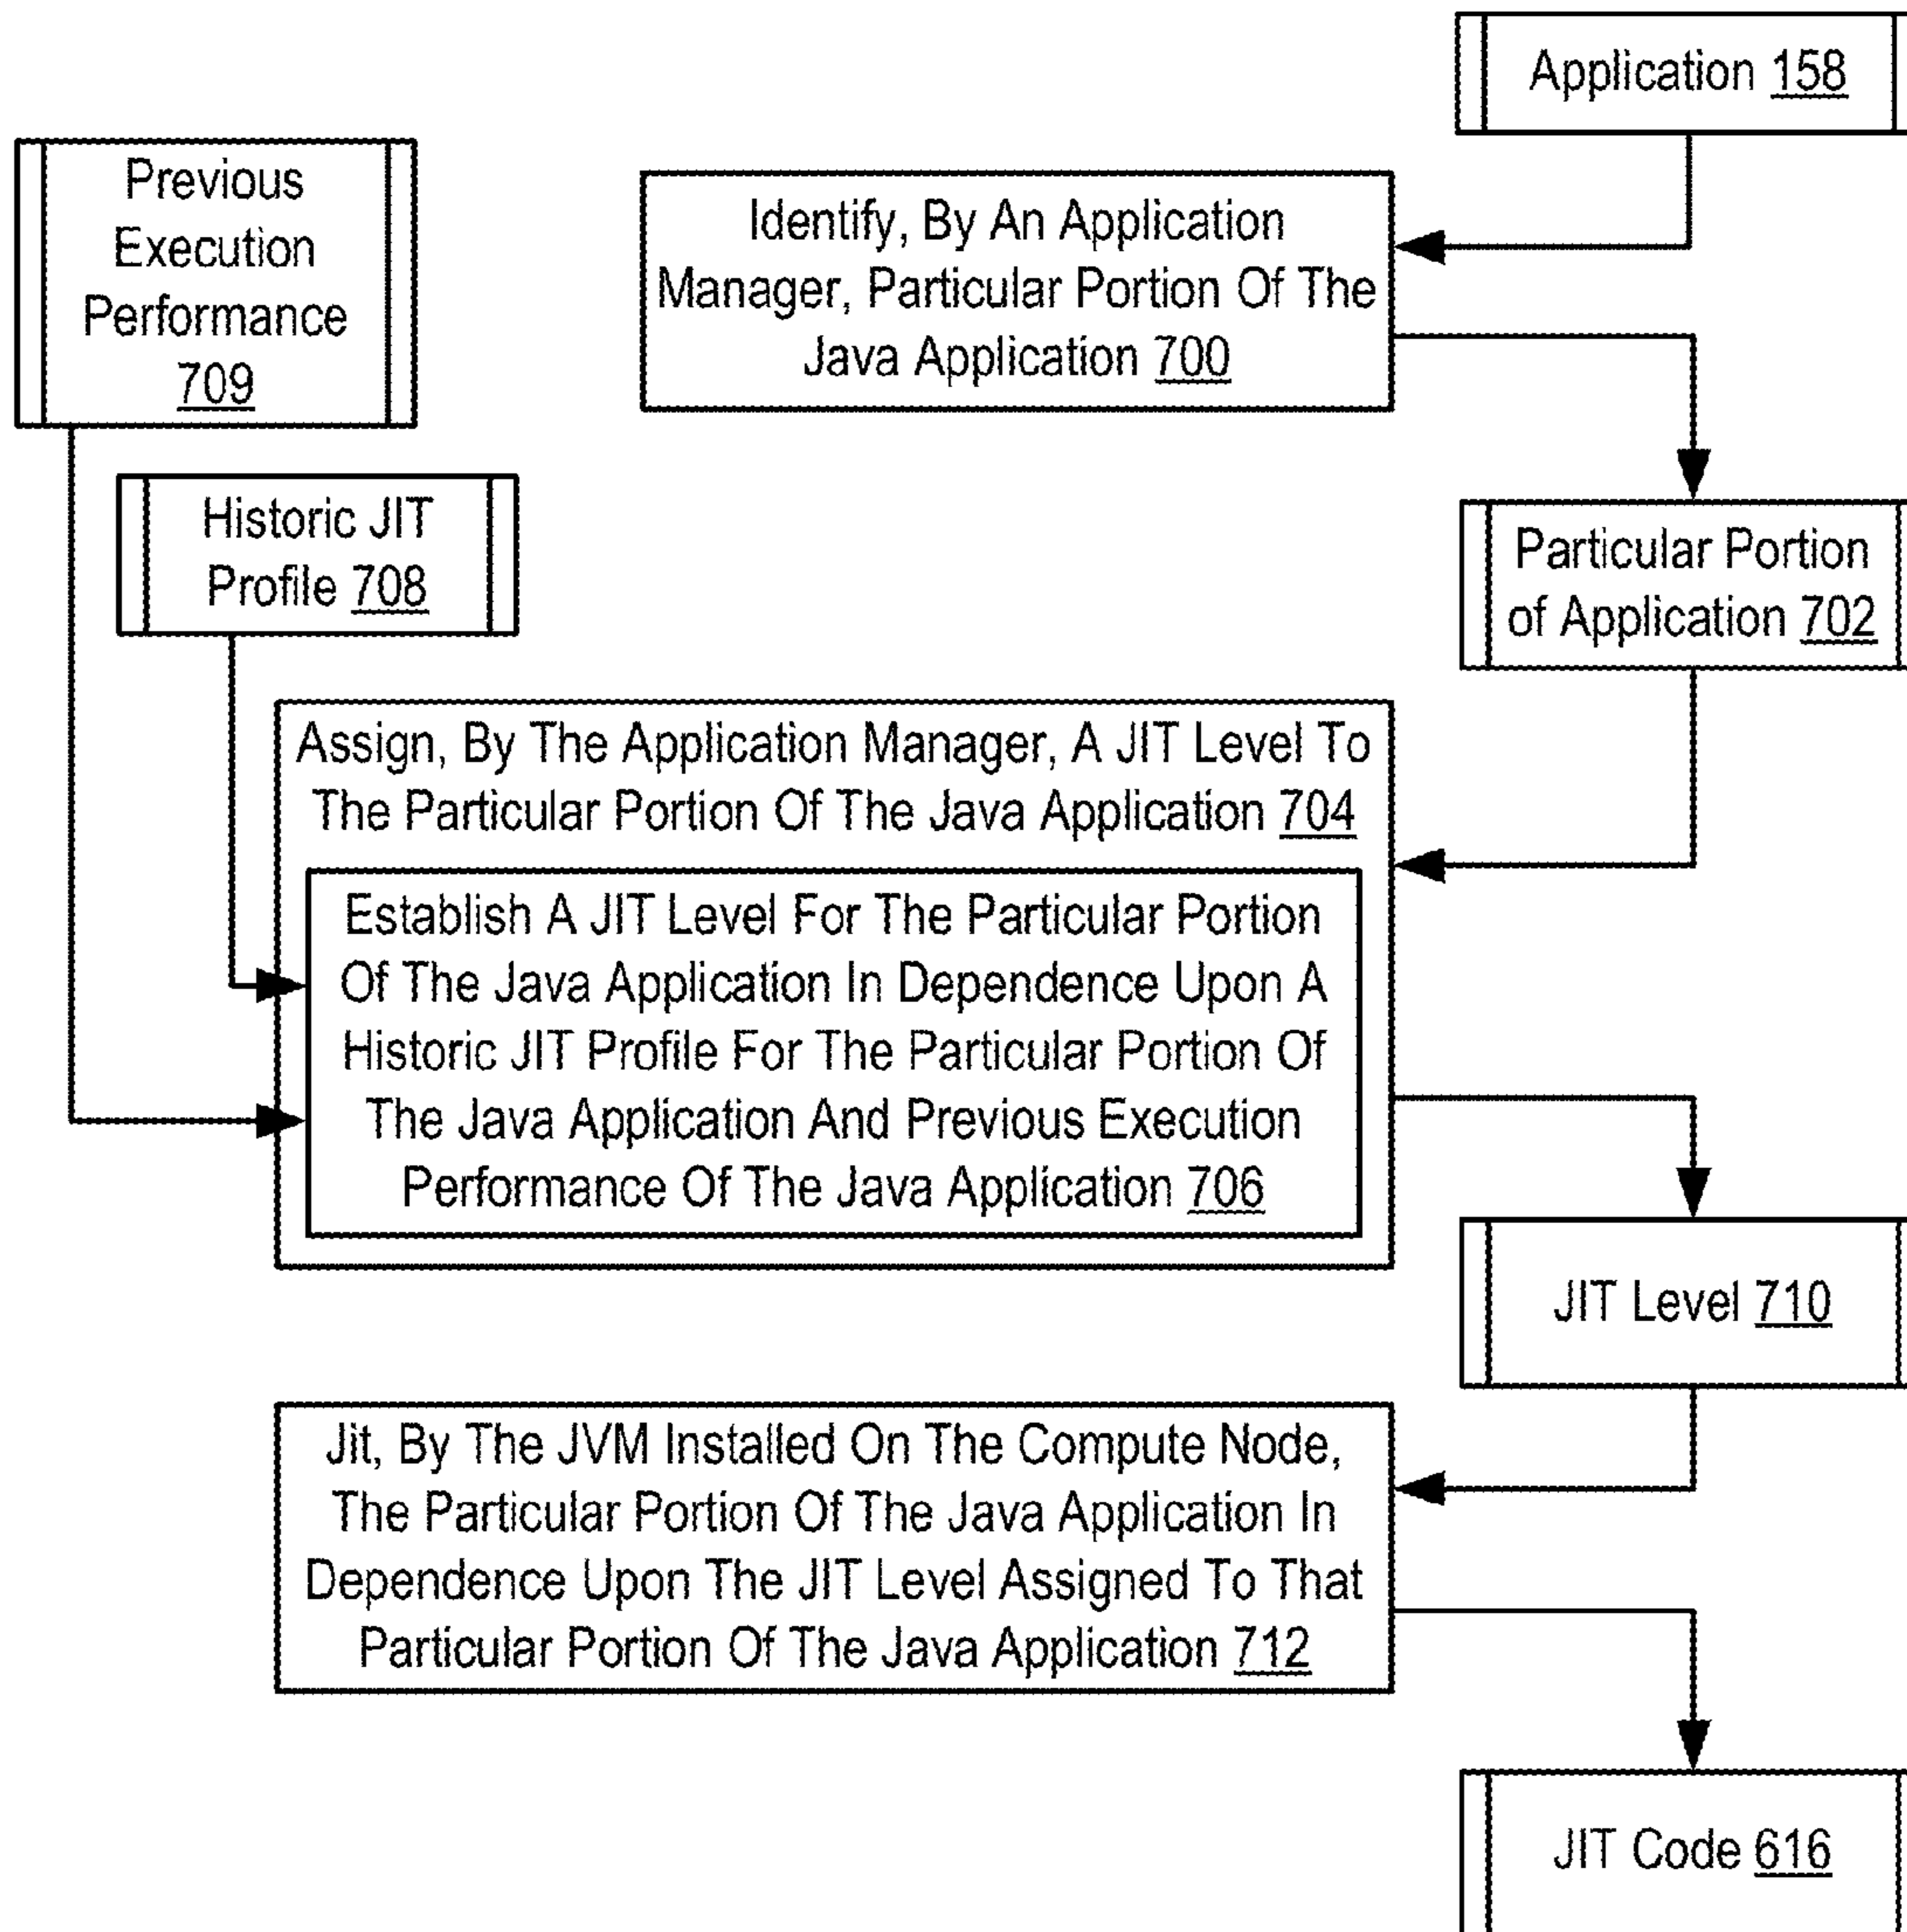 Application 158
Previous
Execution
Performance
709
Identify, By An Application
Manager, Particular Portion Of The
Java Application 700
Historic JIT
Profile 708
Particular Portion
of Application 702
Assign, By The Application Manager, A JIT Level To
The Particular Portion Of The Java Application 704
Establish A JIT Level For The Particular Portion
Of The Java Application In Dependence Upon A
Historic JIT Profile For The Particular Portion Of
The Java Application And Previous Execution
Performance Of The Java Application 706
JIT Level 710
Jit, By The JVM Installed On The Compute Node,
The Particular Portion Of The Java Application In
Dependence Upon The JIT Level Assigned To That
Particular Portion Of The Java Application 712
JIT Code 616